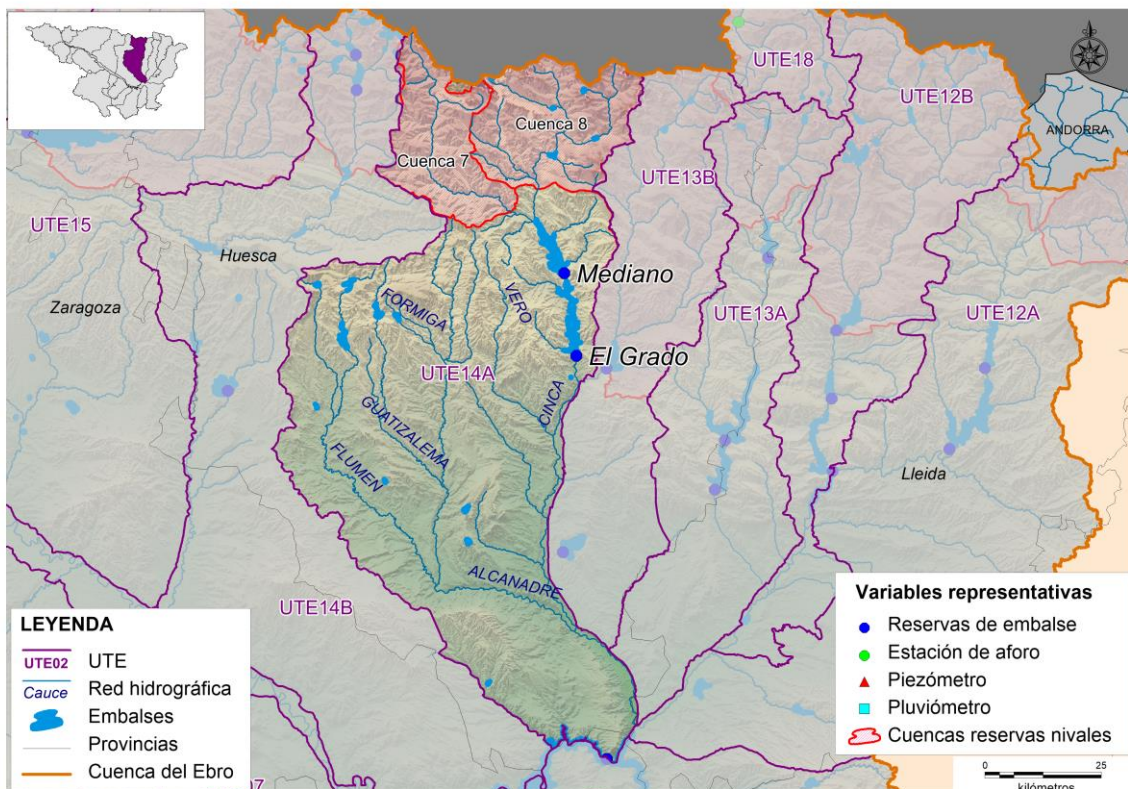 UTE18
UTE12B
Cuenca 8
ANDORRA
Cuenca 7
UTE13B
UTE15
Huesca
Mediano
FORMIGA
VERO
Zaragoza
UTE13A
UTE12A
El Grado
UTE14A
CINCA
GUATIZALEMA
FLUMEN
Lleida
ALCANADRE
UTE14B
LEYENDA
UTE02 UTE
Cauce Red hidrográfica
Embalses
Provincias
Cuenca del Ebro
Variables representativas
Reservas de embalse
Estación de aforo
Piezómetro
Pluviómetro
Cuencas reservas nivales
0 25
kilómetros